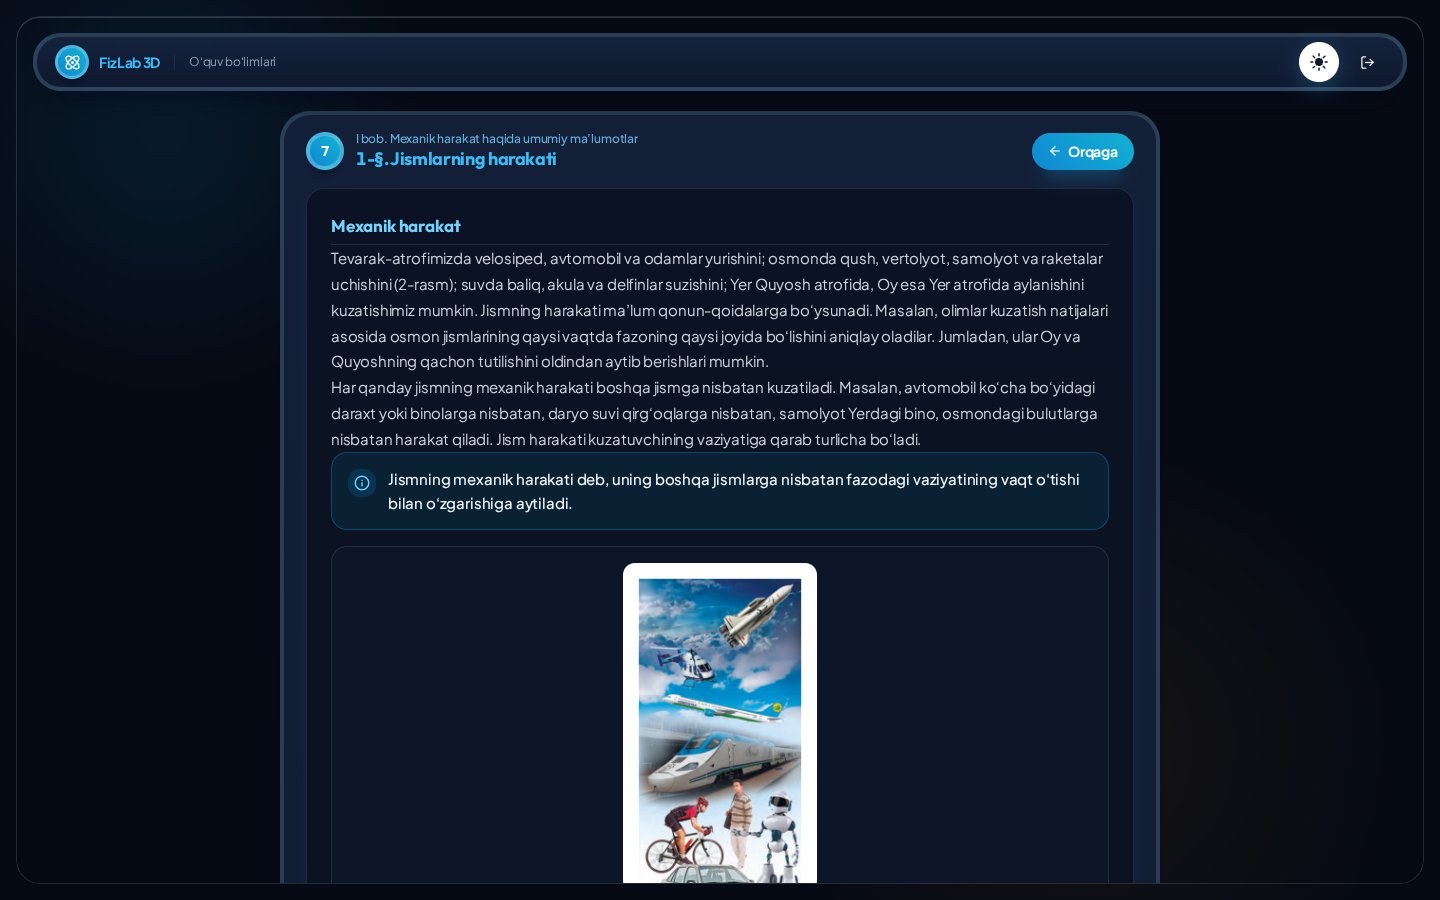 FizLab 3D
O'quv bo'limlari
7
I bob. Mexanik harakat haqida umumiy ma'lumotlar
1-§. Jismlarning harakati
Orqaga
Mexanik harakat
Tevarak-atrofimizda velosiped, avtomobil va odamlar yurishini; osmonda qush, vertolyot, samolyot va raketalar
uchishini (2-rasm); suvda baliq, akula va delfinlar suzishini; Yer Quyosh atrofida, Oy esa Yer atrofida aylanishini
kuzatishimiz mumkin. Jismning harakati ma’lum qonun-qoidalarga bo‘ysunadi. Masalan, olimlar kuzatish natijalari
asosida osmon jismlarining qaysi vaqtda fazoning qaysi joyida bo‘lishini aniqlay oladilar. Jumladan, ular Oy va
Quyoshning qachon tutilishini oldindan aytib berishlari mumkin.
Har qanday jismning mexanik harakati boshqa jismga nisbatan kuzatiladi. Masalan, avtomobil ko‘cha bo‘yidagi
daraxt yoki binolarga nisbatan, daryo suvi qirg‘oqlarga nisbatan, samolyot Yerdagi bino, osmondagi bulutlarga
nisbatan harakat qiladi. Jism harakati kuzatuvchining vaziyatiga qarab turlicha bo‘ladi.
Jismning mexanik harakati deb, uning boshqa jismlarga nisbatan fazodagi vaziyatining vaqt o‘tishi
bilan o‘zgarishiga aytiladi.